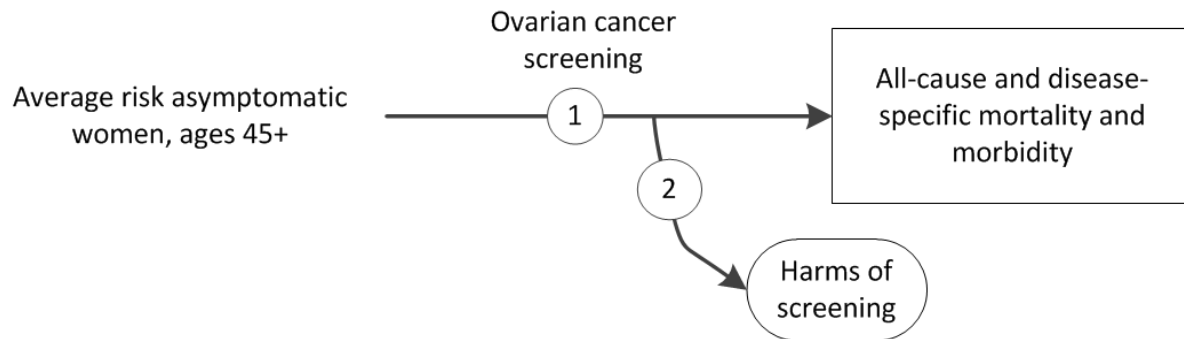 Ovarian cancer
screening
Average risk asymptomatic
women, ages 45+
1
All-cause and disease-
specific mortality and
morbidity
2
Harms of
screening